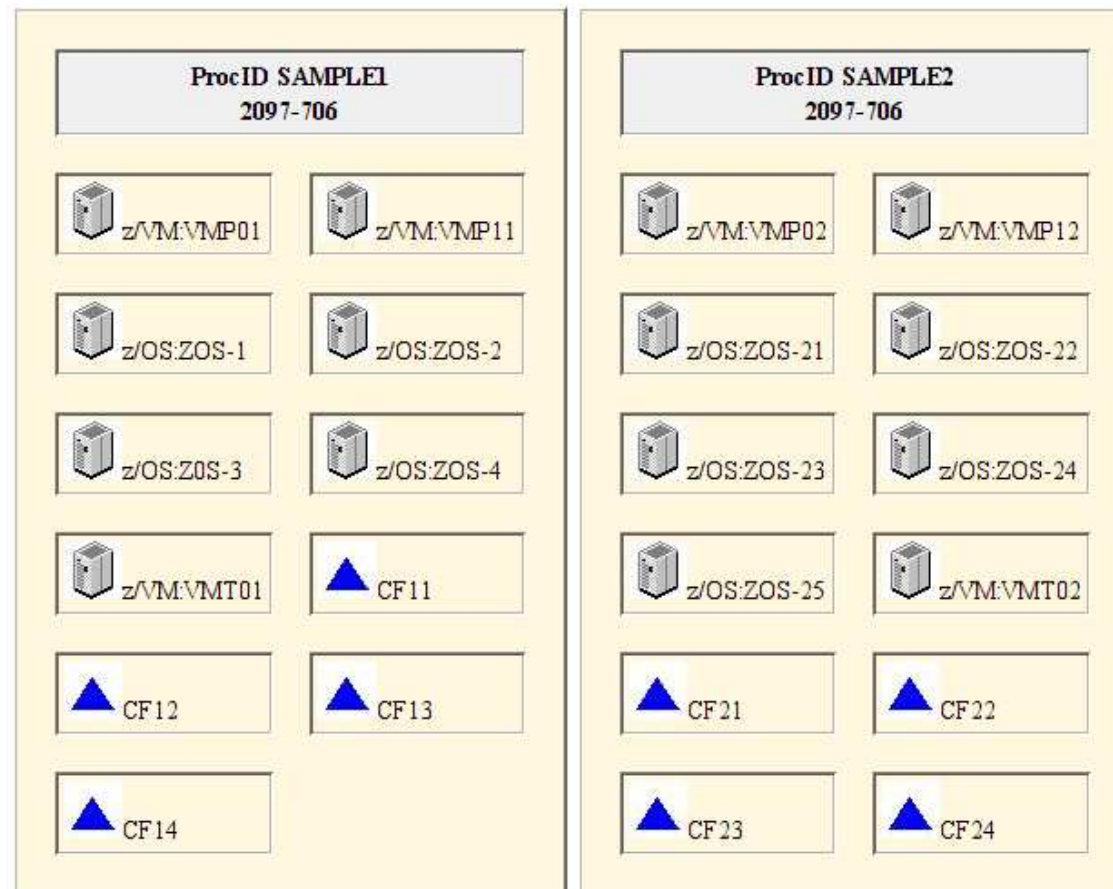 ProcID SAMPLE1
2097-706
z/VM:VMP01
z/VM:VMP11
z/OS:ZOS-1
z/OS:ZOS-2
z/OS:Z0S-3
z/OS:ZOS-4
z/VM:VMT01
CF11
CF12
CF13
CF14
ProcID SAMPLE2
2097-706
z/VM:VMP02
z/VM:VMP12
z/OS:ZOS-21
z/OS:ZOS-22
z/OS:ZOS-23
z/OS:ZOS-24
z/OS:ZOS-25
z/VM:VMT02
CF21
CF22
CF23
CF24